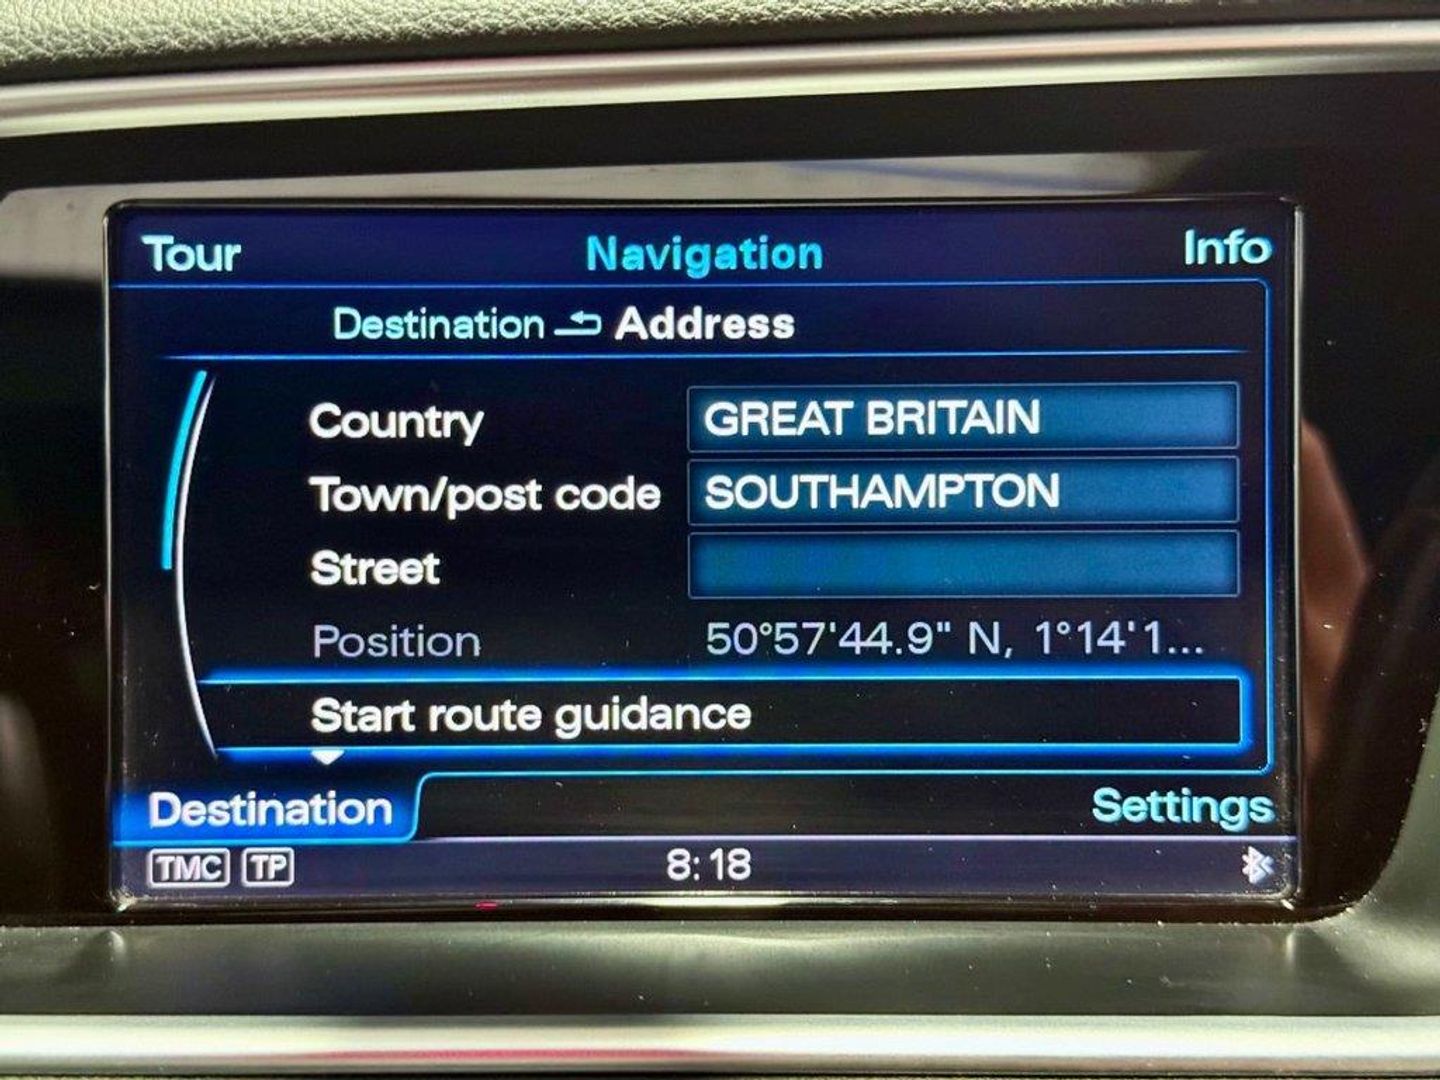 Tour Navigation Info
Destination Address
Country GREAT BRITAIN
Town/post code SOUTHAMPTON
Street
Position 50°57'44.9" N, 1°14'1...
Start route guidance
Destination Settings
TMC TP 8:18